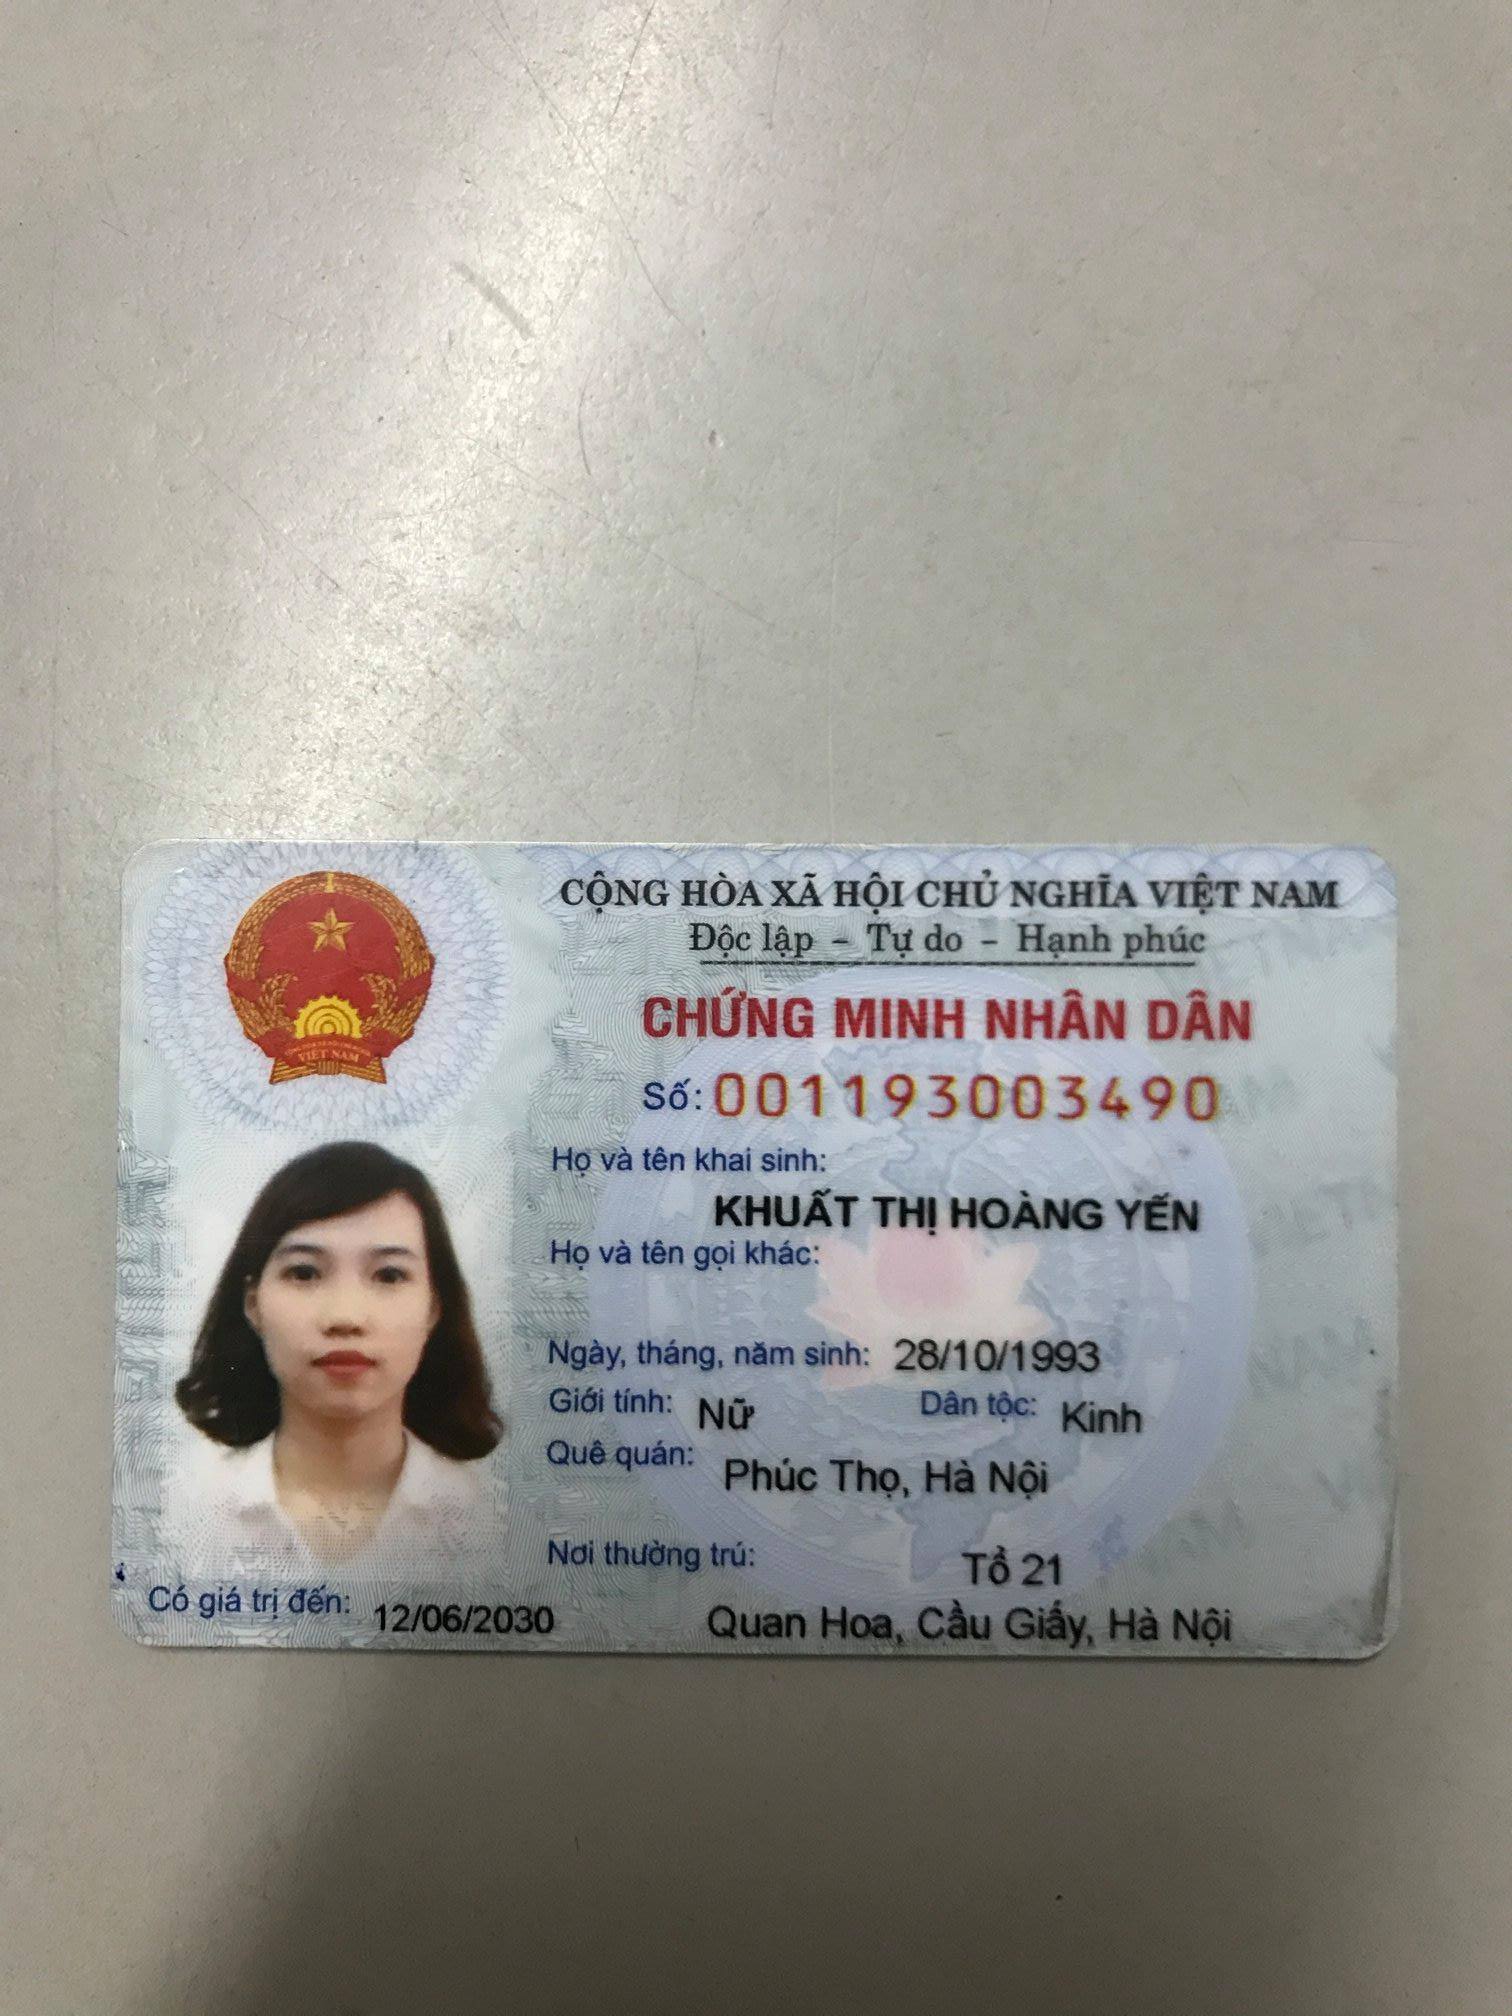 CỘNG HÒA XÃ HỘI CHỦ NGHĨA VIỆT NAM
Độc lập – Tự do – Hạnh phúc
CHỨNG MINH NHÂN DÂN
Số: 001193003490
Họ và tên khai sinh:
KHUẤT THỊ HOÀNG YẾN
Họ và tên gọi khác:
Ngày, tháng, năm sinh: 28/10/1993
Giới tính: Nữ Dân tộc: Kinh
Quê quán: Phúc Thọ, Hà Nội
Nơi thường trú: Tổ 21
Quan Hoa, Cầu Giấy, Hà Nội
VIỆT NAM
Có giá trị đến: 12/06/2030